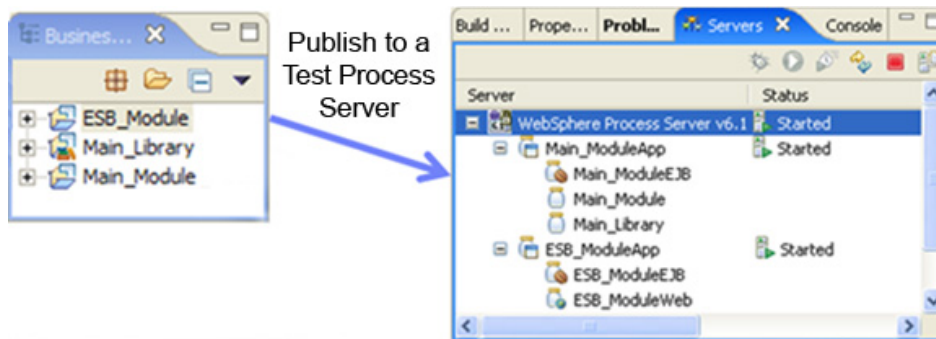 Busines...
ESB_Module
Main_Library
Main_Module
Publish to a
Test Process
Server
Build ... Prope... Probl... Servers Console
Server Status
WebSphere Process Server v6.1 Started
Main_ModuleApp Started
Main_ModuleEJB
Main_Module
Main_Library
ESB_ModuleApp Started
ESB_ModuleEJB
ESB_ModuleWeb